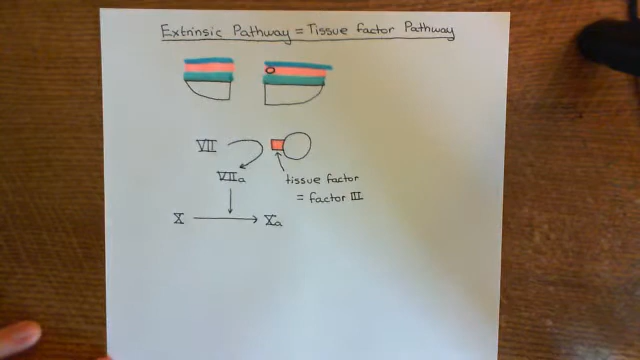 Extrinsic Pathway = Tissue factor Pathway
VII
VIIa
tissue factor
= factor III
X
Xa